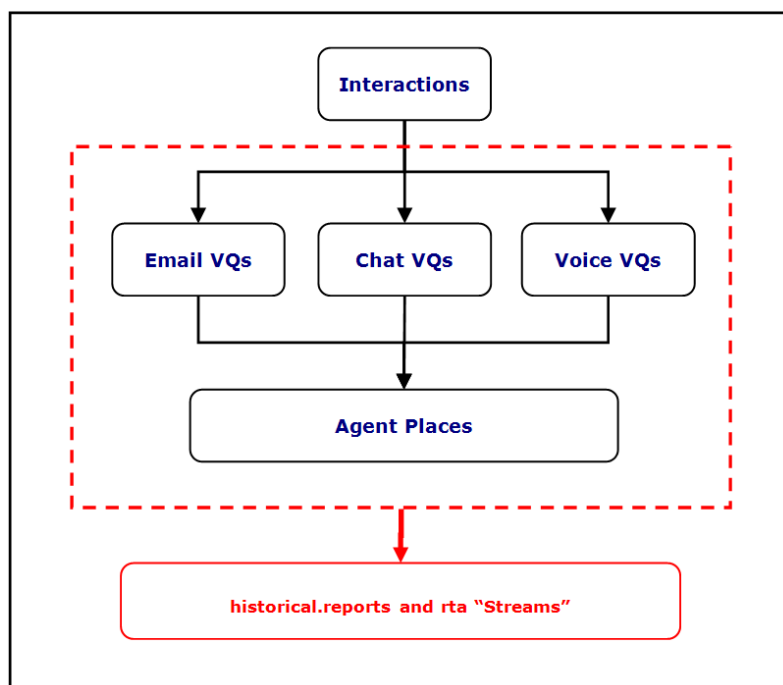 Interactions
Email VQs
Chat VQs
Voice VQs
Agent Places
historical.reports and rta “Streams”